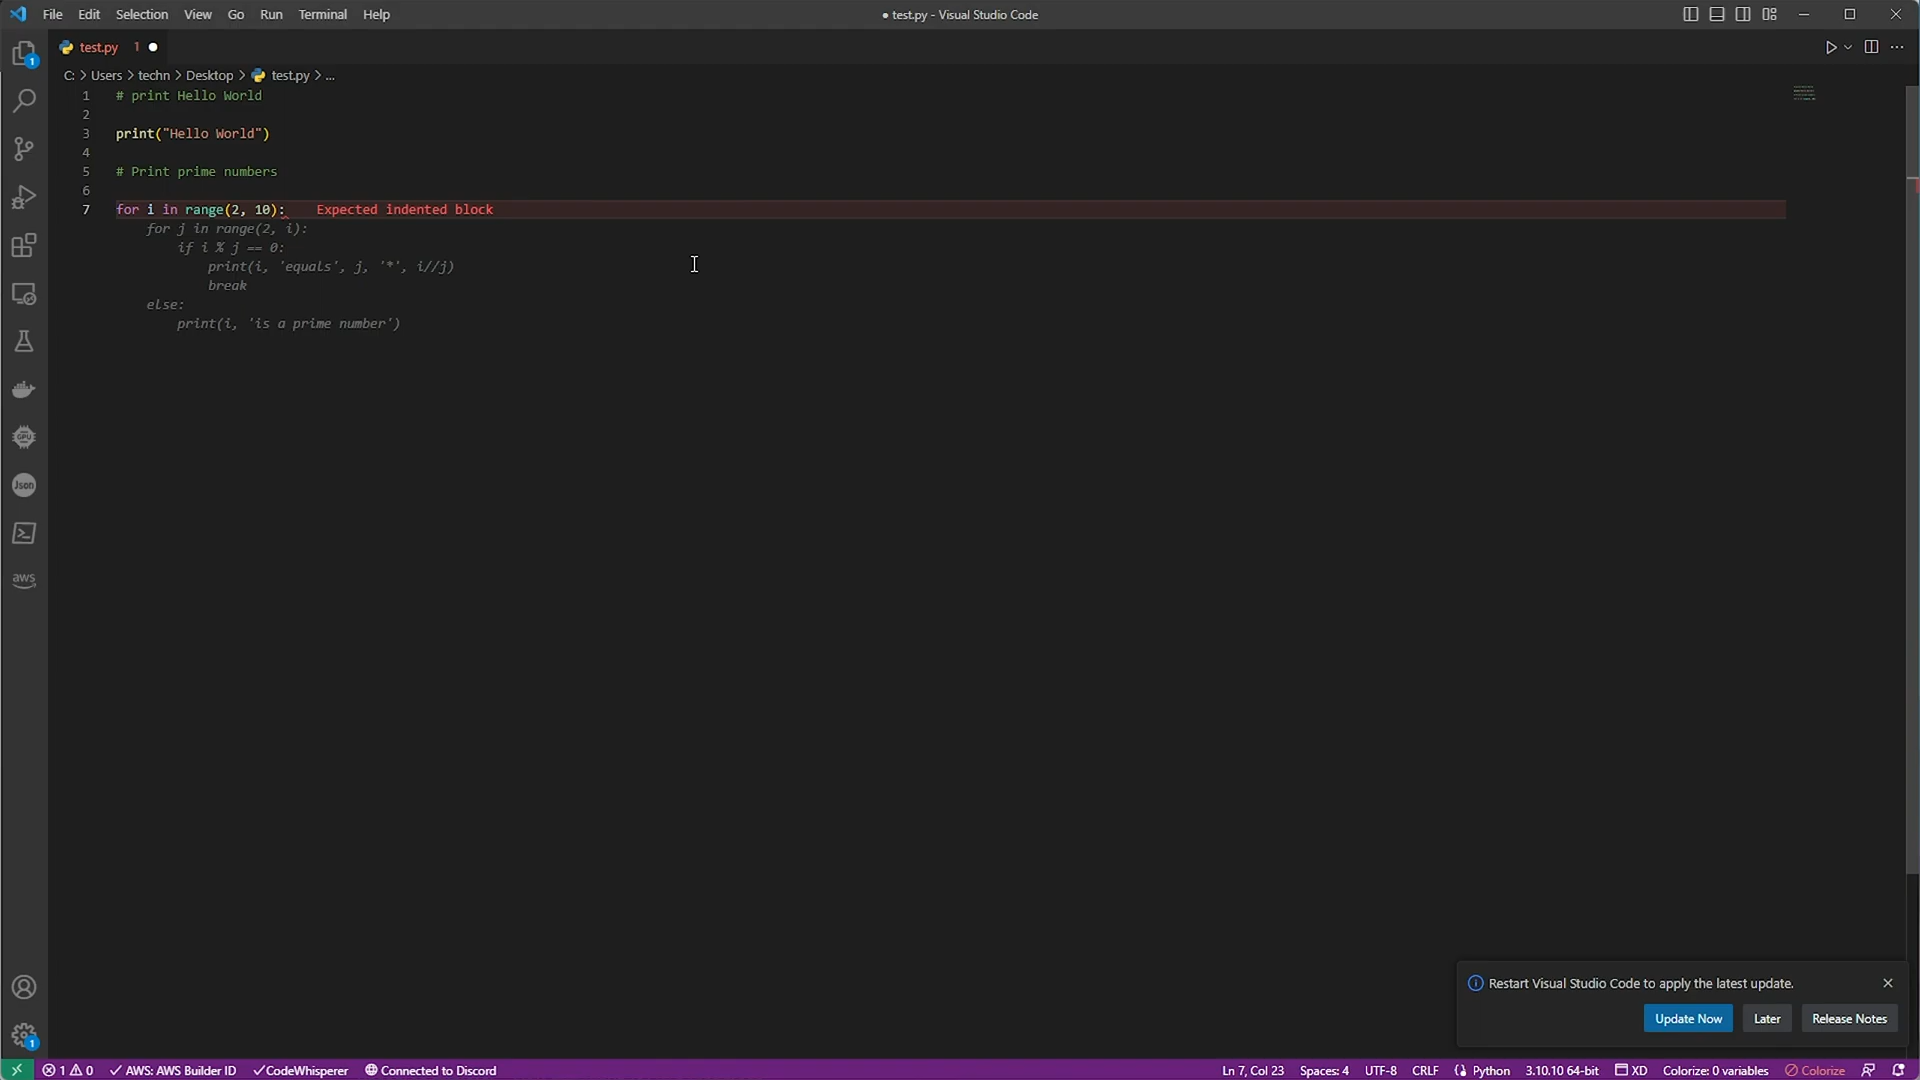 File Edit Selection View Go Run Terminal Help
● test.py - Visual Studio Code
test.py 1 ●
1
C: > Users > techn > Desktop > test.py > ...
1 # print Hello World
2
3 print("Hello World")
4
5 # Print prime numbers
6
7 for i in range(2, 10): Expected indented block
for j in range(2, i):
if i % j == 0:
print(i, 'equals', j, '*', i//j)
break
else:
print(i, 'is a prime number')
GPU
Json
aws
Restart Visual Studio Code to apply the latest update.
Update Now Later Release Notes
1
1 0 AWS: AWS Builder ID CodeWhisperer Connected to Discord Ln 7, Col 23 Spaces: 4 UTF-8 CRLF Python 3.10.10 64-bit XD Colorize: 0 variables Colorize